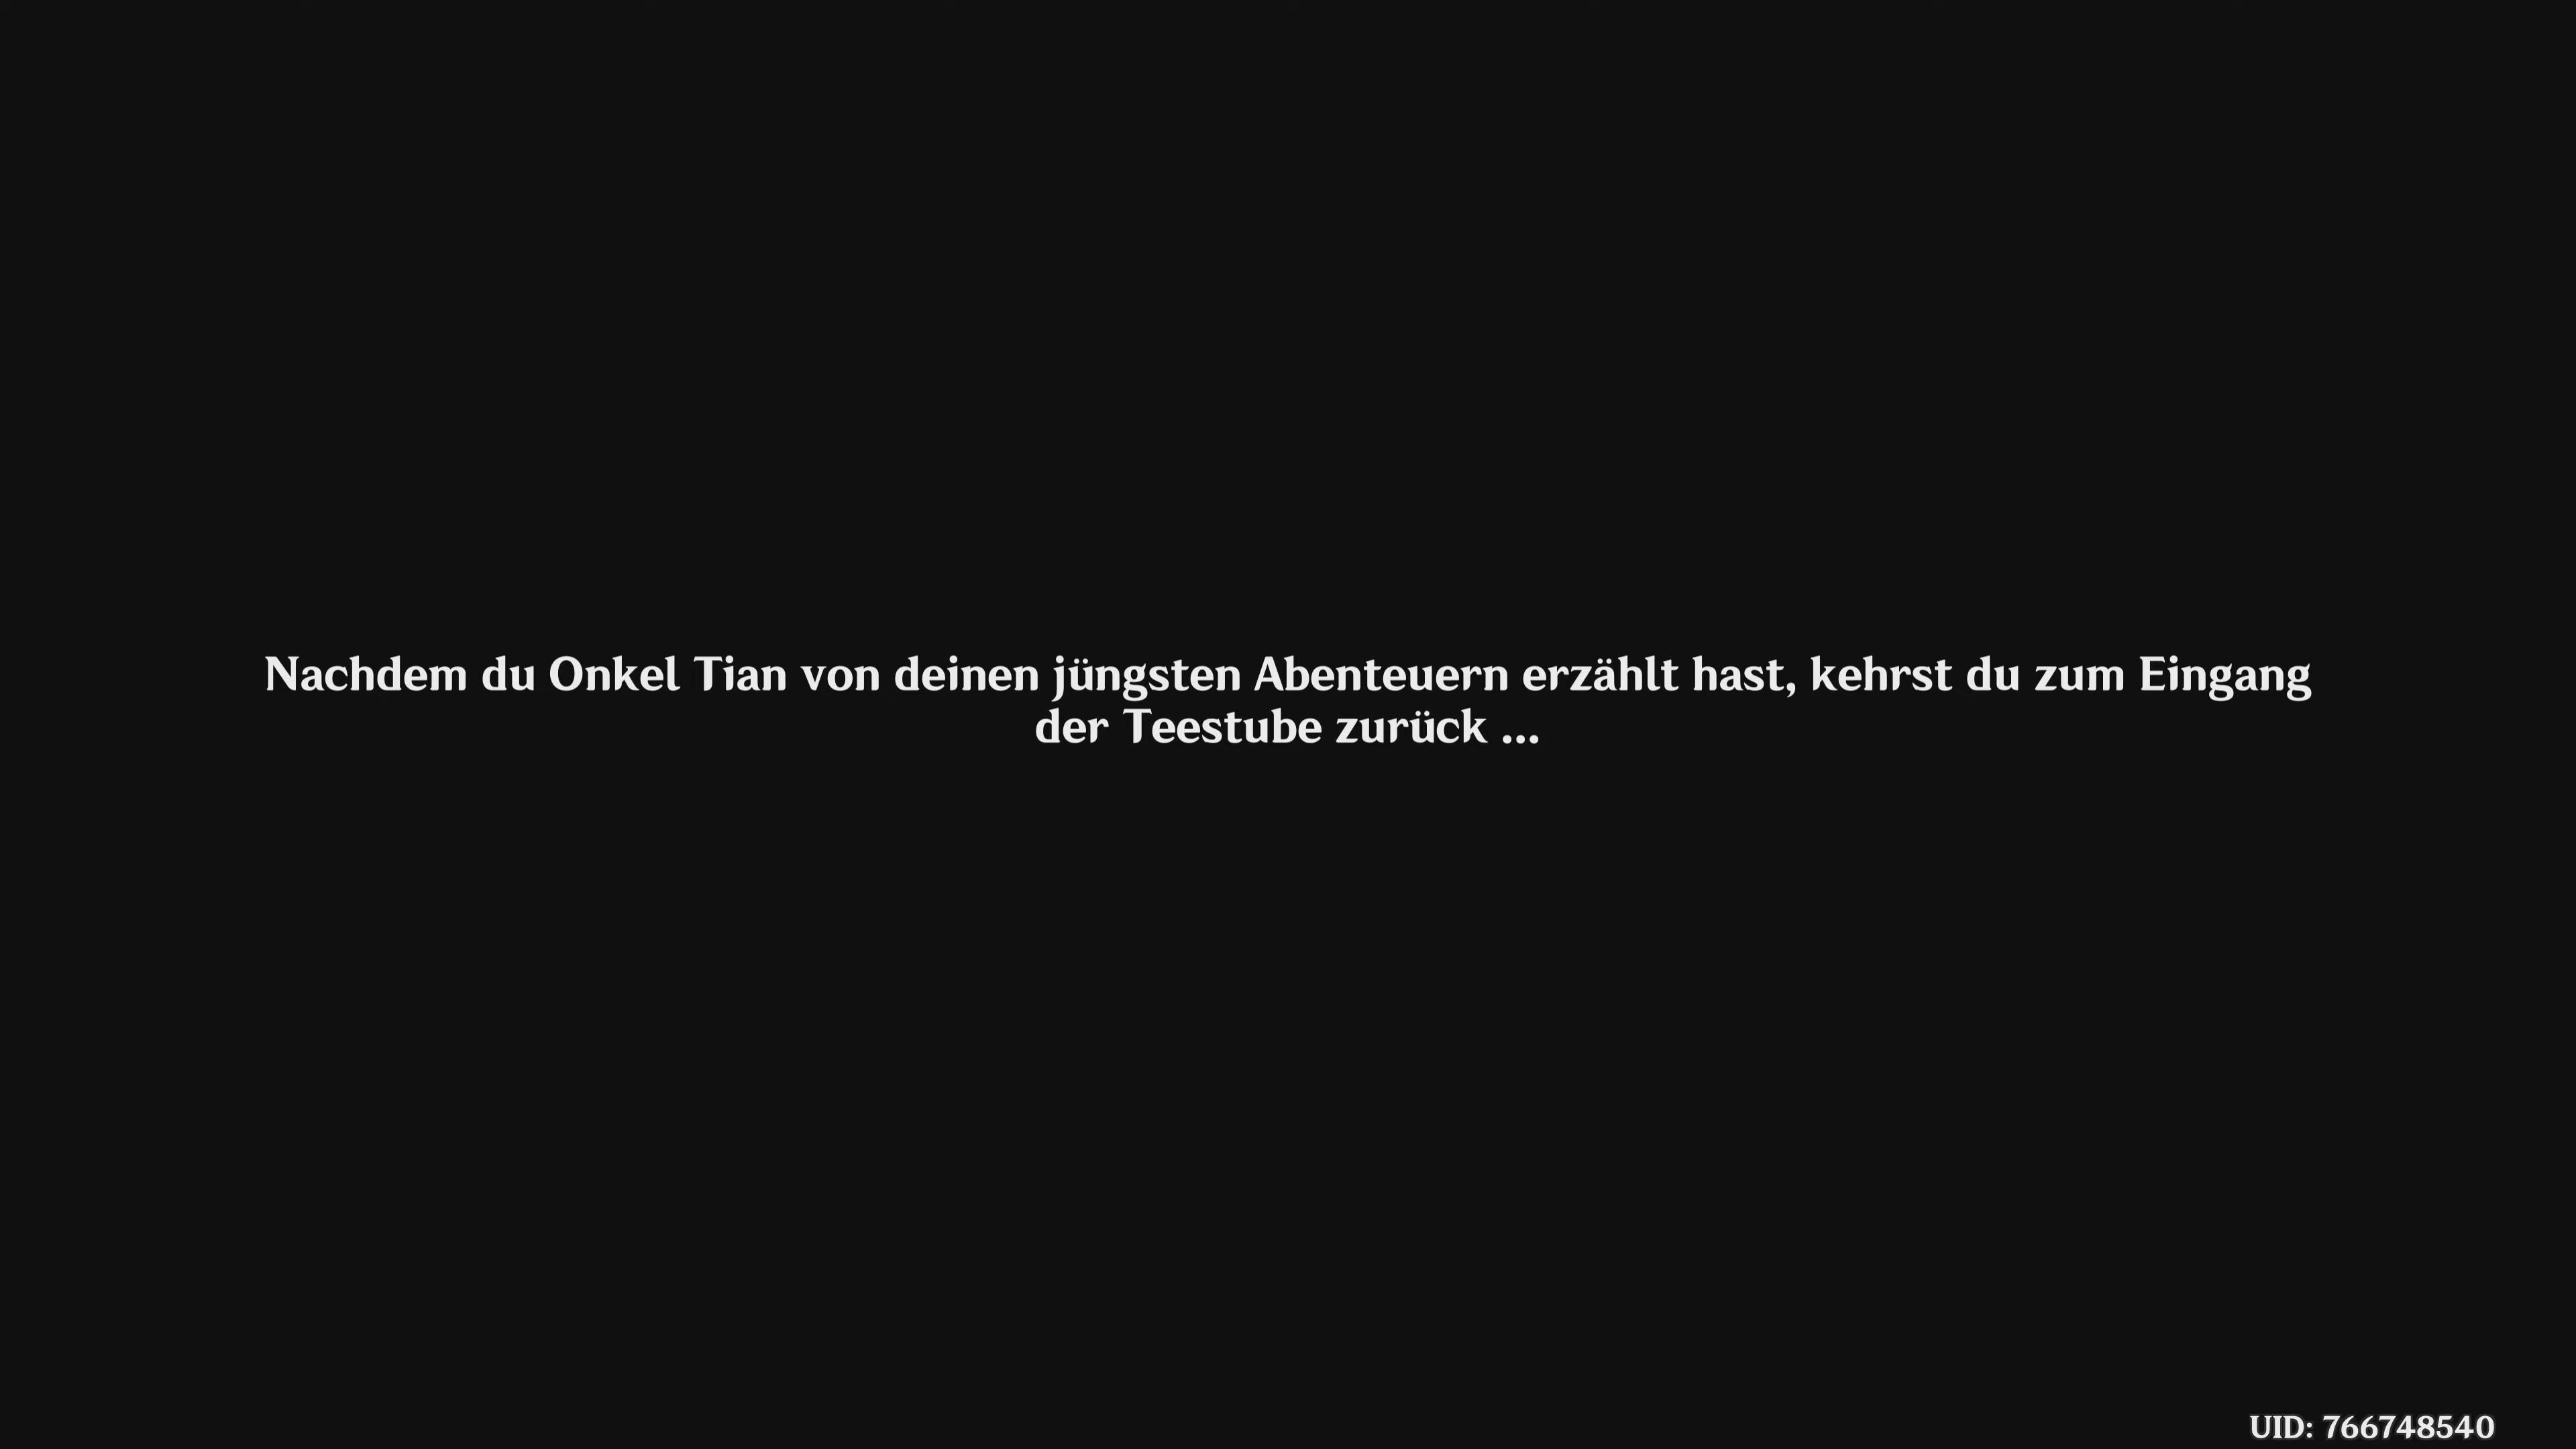 Nachdem du Onkel Tian von deinen jüngsten Abenteuern erzählt hast, kehrst du zum Eingang
der Teestube zurück ...
UID: 766748540